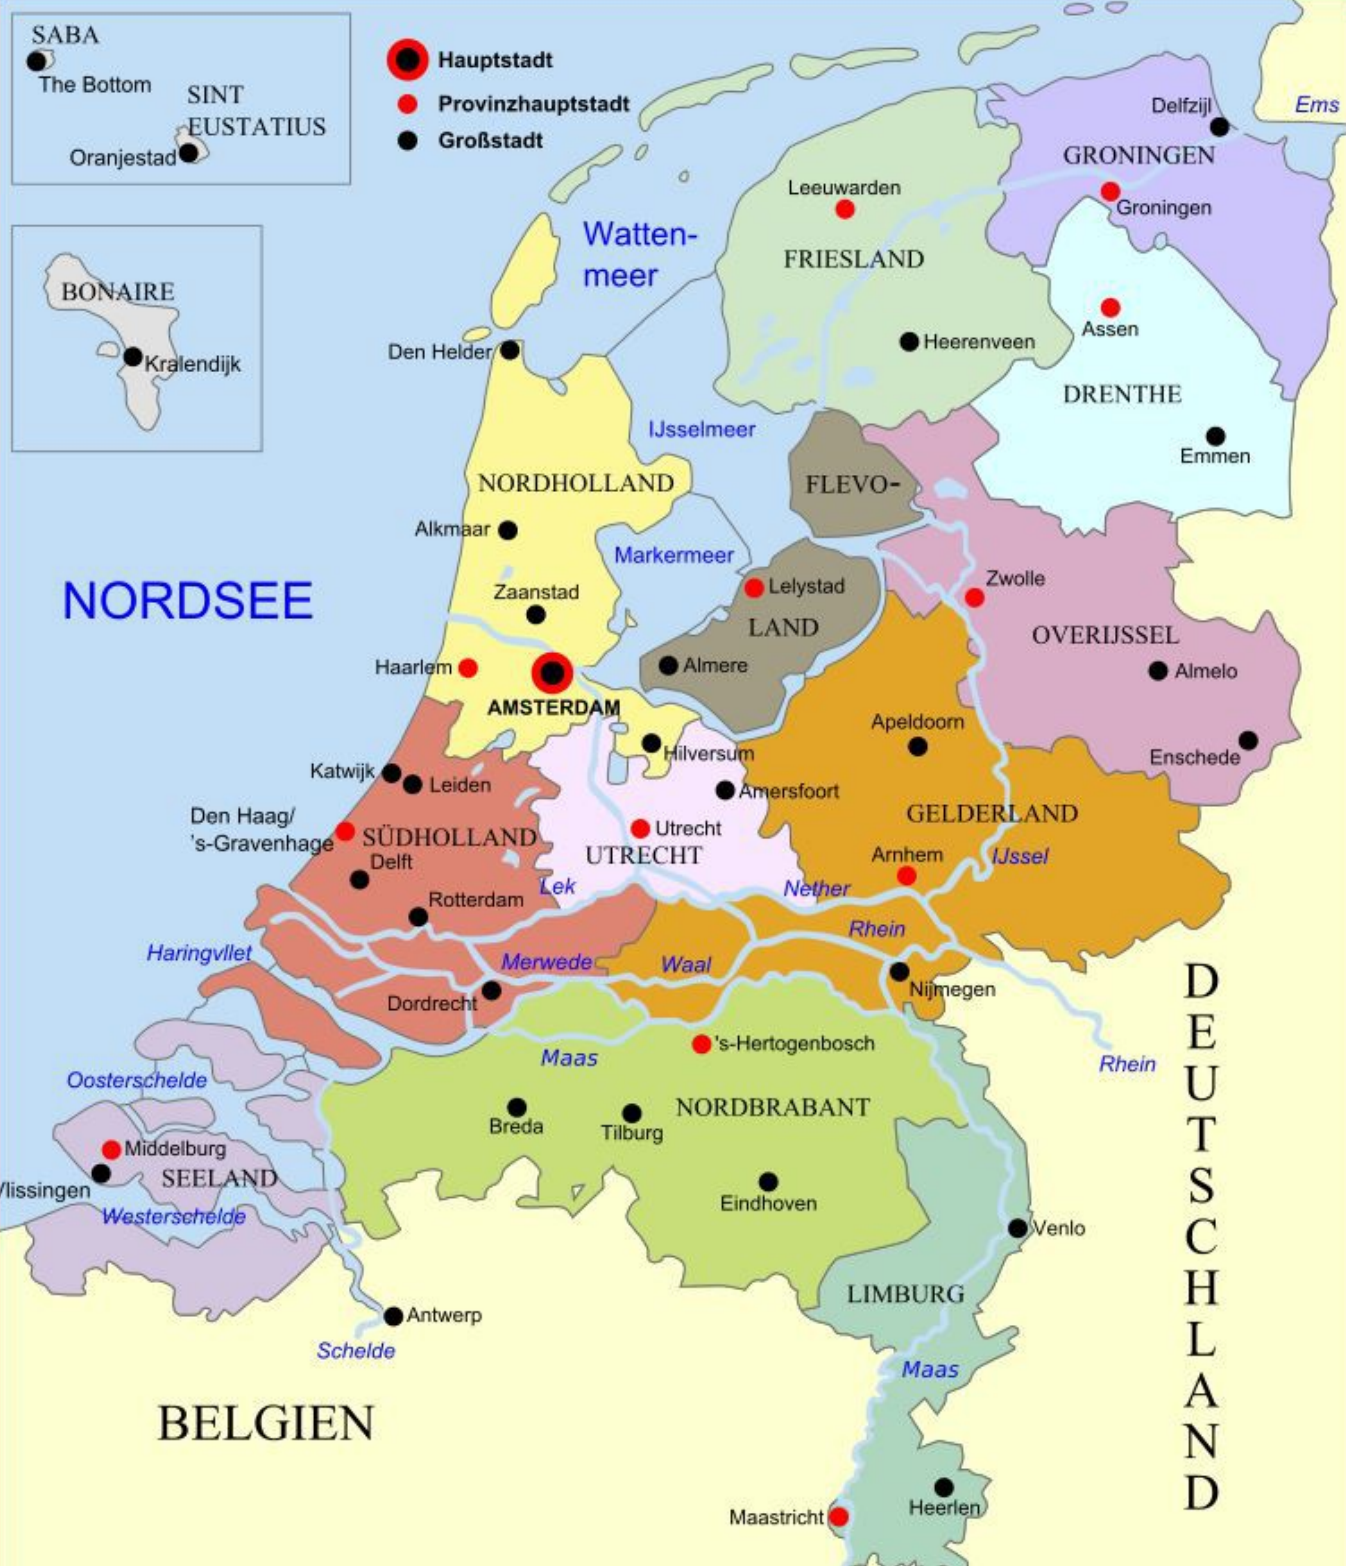 SABA
The Bottom
SINT
EUSTATIUS
Oranjestad
Hauptstadt
Provinzhauptstadt
Großstadt
BONAIRE
Kralendijk
Watten-
meer
Delfzijl
Ems
GRONINGEN
Groningen
Leeuwarden
FRIESLAND
Heerenveen
Assen
DRENTHE
Emmen
Den Helder
IJsselmeer
NORDHOLLAND
FLEVO-
Alkmaar
Markermeer
NORDSEE
Zaanstad
Lelystad
LAND
Zwolle
OVERIJSSEL
Haarlem
Almere
Almelo
AMSTERDAM
Apeldoorn
Hilversum
Enschede
Katwijk
Leiden
Amersfoort
Den Haag/
's-Gravenhage
SÜDHOLLAND
Utrecht
UTRECHT
GELDERLAND
Delft
Arnhem
IJssel
Lek
Nether
Rotterdam
Rhein
Haringvllet
Merwede
Waal
Dordrecht
Nijmegen
's-Hertogenbosch
Maas
Rhein
Oosterschelde
NORDBRABANT
Breda
Tilburg
Middelburg
SEELAND
Vlissingen
Westerschelde
Eindhoven
Venlo
LIMBURG
Antwerp
Schelde
Maas
BELGIEN
DEUTSCHLAND
Maastricht
Heerlen